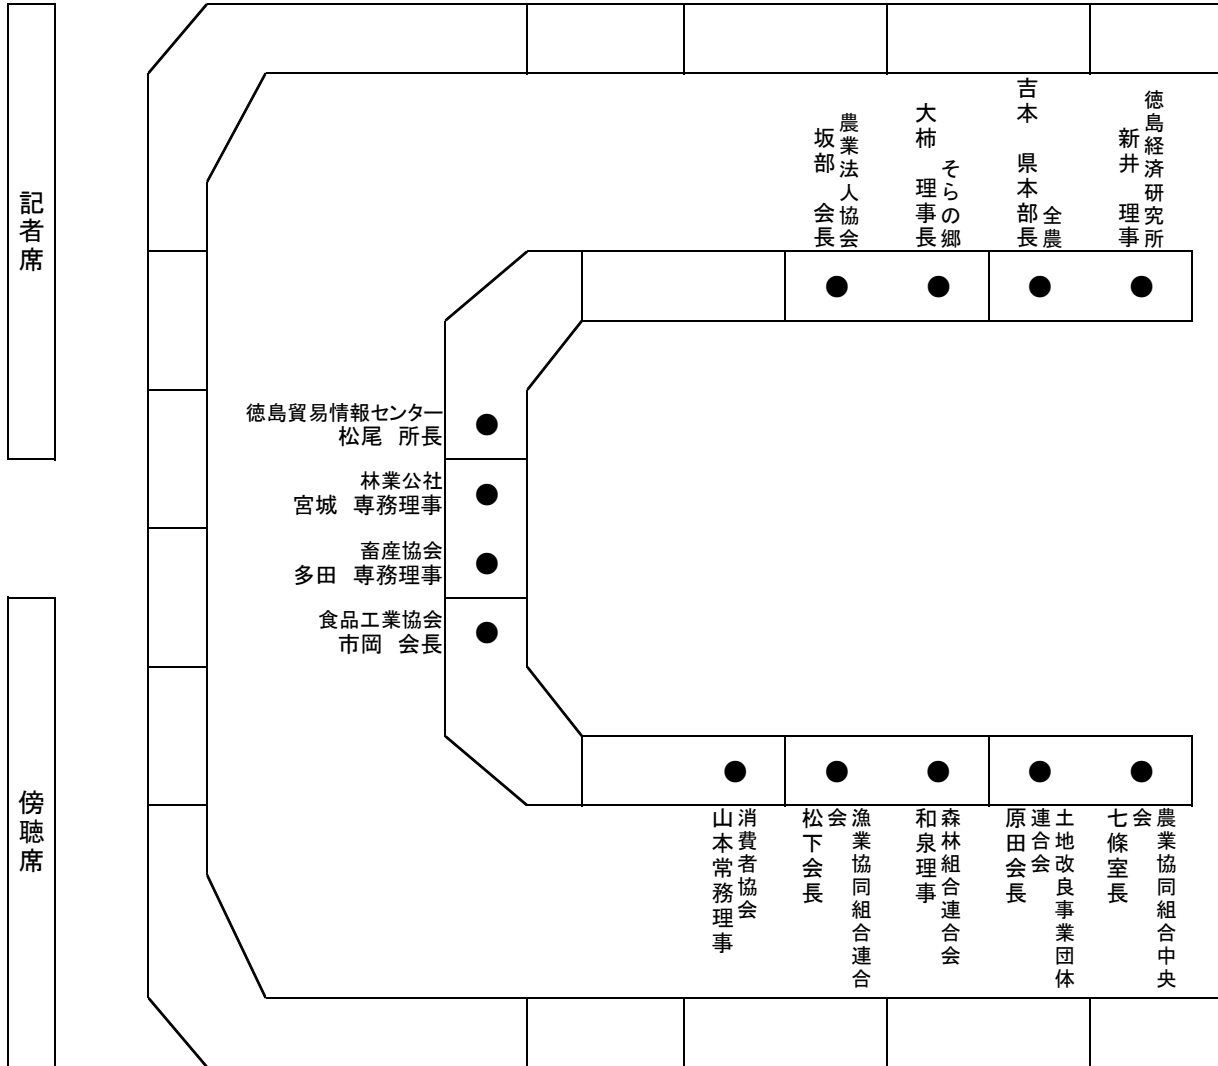 記者席
傍聴席
農業法人協会
坂部　会長
そらの郷
大柿　理事長
全農
吉本　県本部長
徳島経済研究所
新井　理事
徳島貿易情報センター
松尾　所長
林業公社
宮城　専務理事
畜産協会
多田　専務理事
食品工業協会
市岡　会長
消費者協会
山本常務理事
漁業協同組合連合
会
松下会長
森林組合連合会
和泉理事
土地改良事業団体
連合会
原田会長
農業協同組合中央
会
七條室長